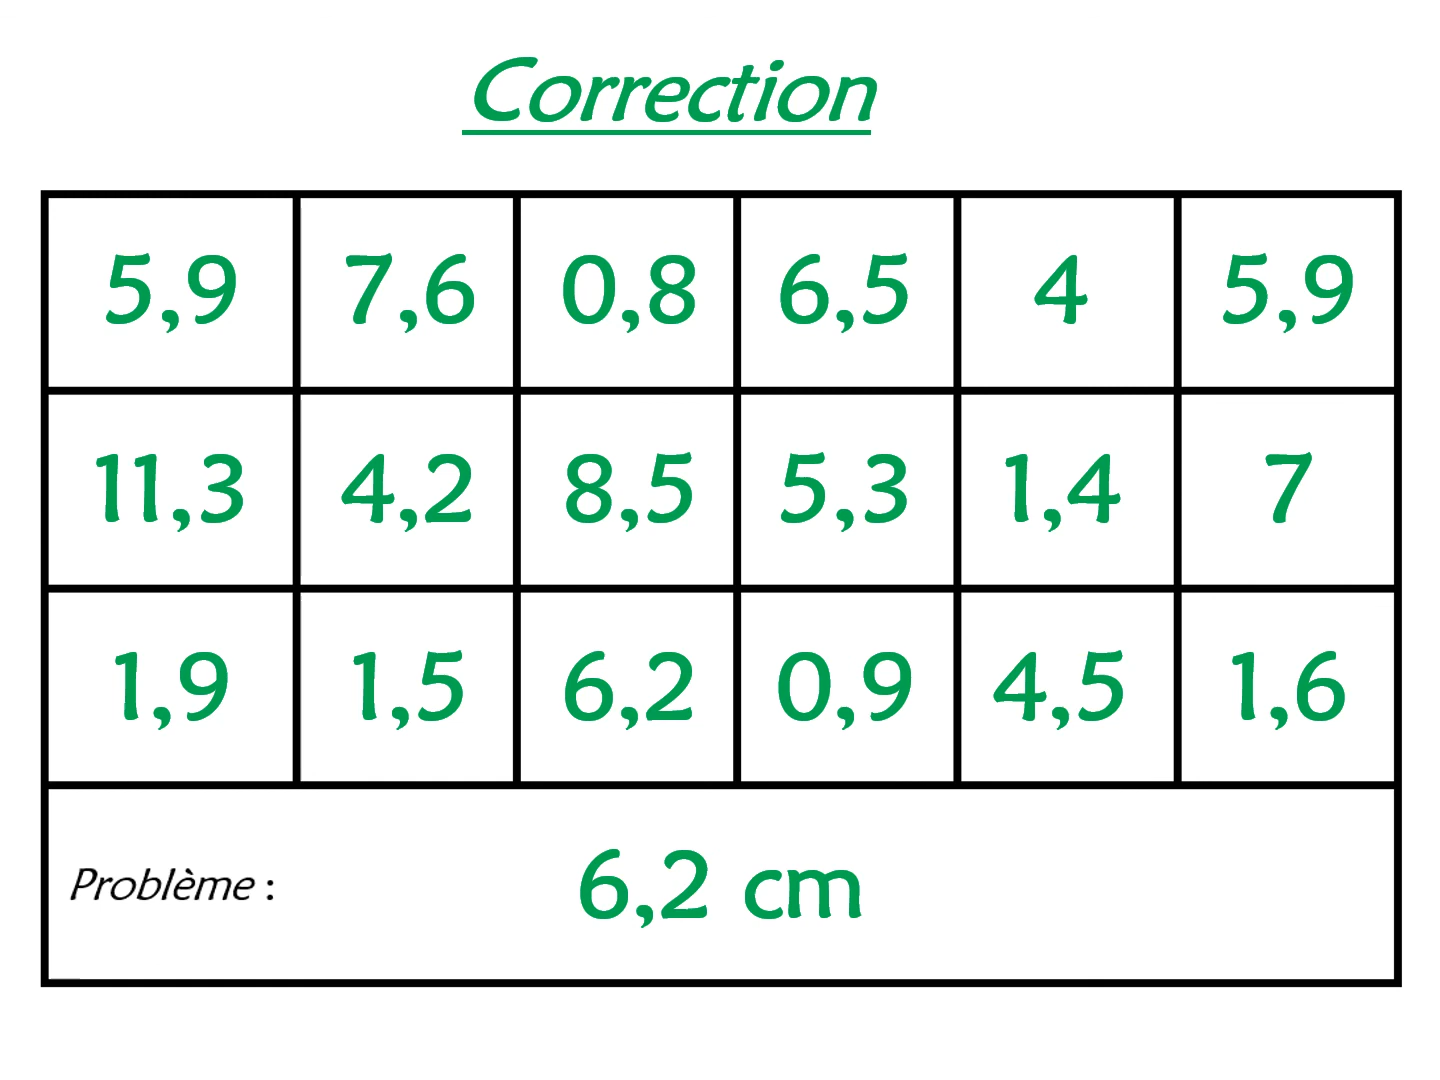 Correction
5,9 7,6 0,8 6,5 4 5,9
11,3 4,2 8,5 5,3 1,4 7
1,9 1,5 6,2 0,9 4,5 1,6
Problème : 6,2 cm